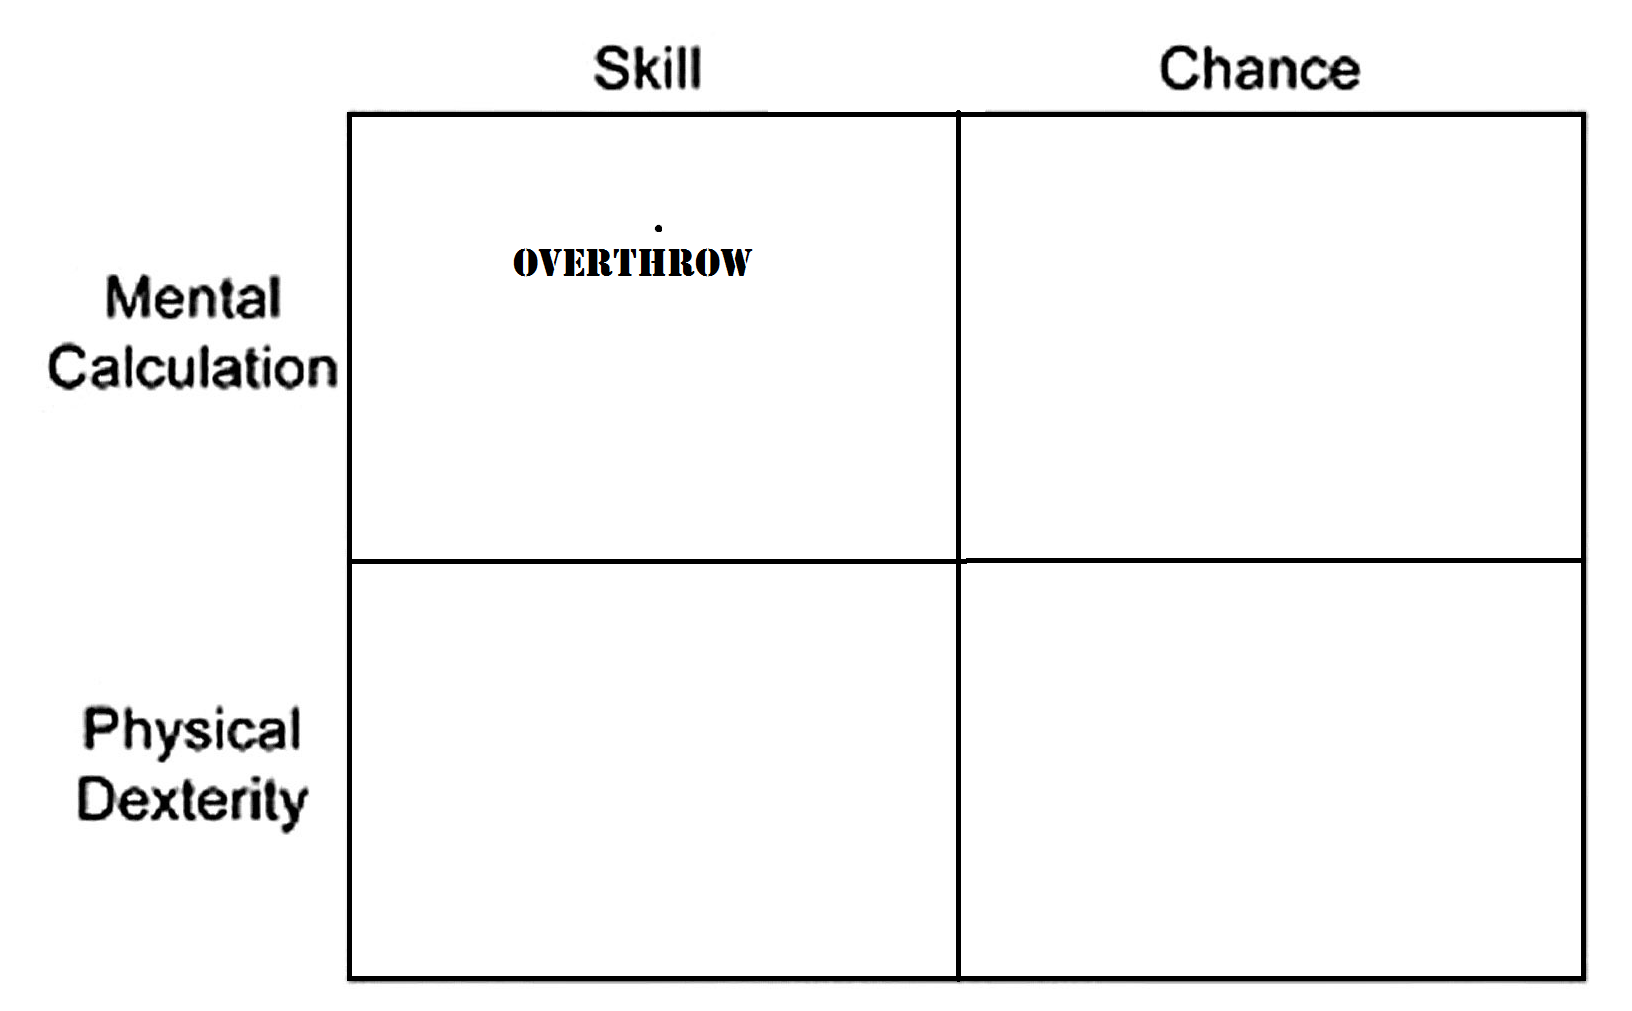 Skill
Chance
OVERTHROW
Mental
Calculation
Physical
Dexterity